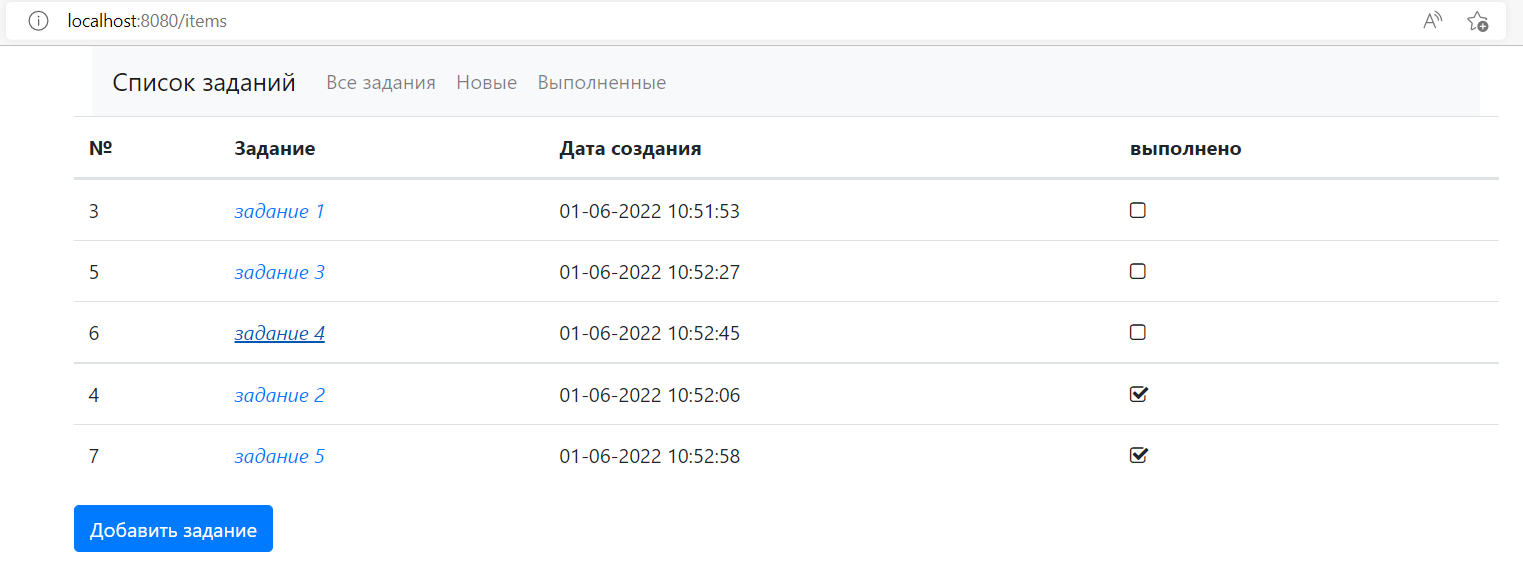 localhost:8080/items
Список заданий Все задания Новые Выполненные
№ Задание Дата создания выполнено
3 задание 1 01-06-2022 10:51:53
5 задание 3 01-06-2022 10:52:27
6 задание 4 01-06-2022 10:52:45
4 задание 2 01-06-2022 10:52:06
7 задание 5 01-06-2022 10:52:58
Добавить задание